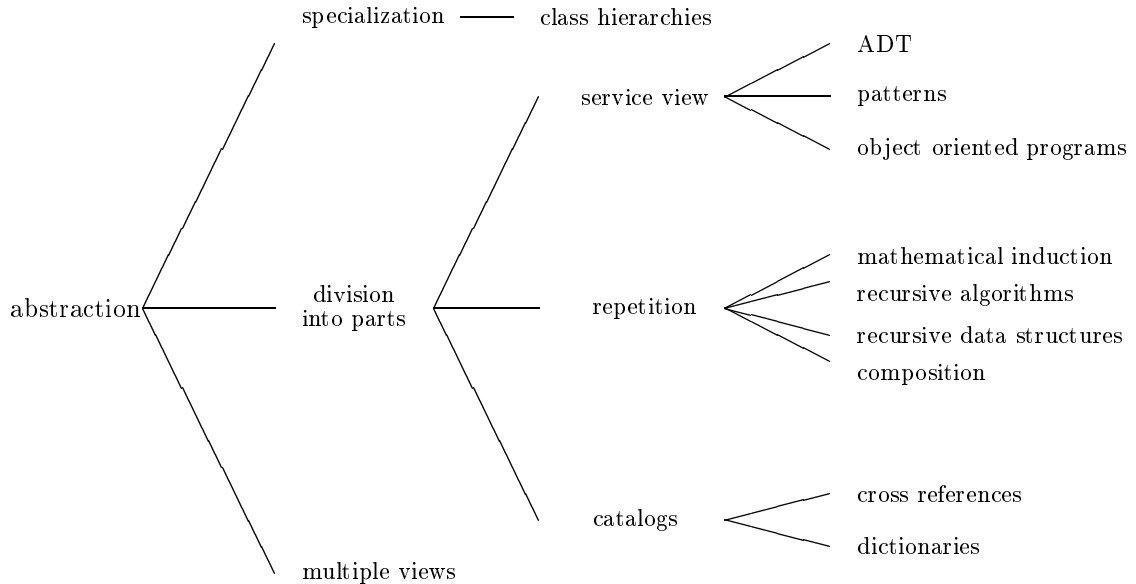 specialization
class hierarchies
ADT
service view
patterns
object oriented programs
mathematical induction
recursive algorithms
abstraction
division
into parts
repetition
recursive data structures
composition
cross references
catalogs
dictionaries
multiple views